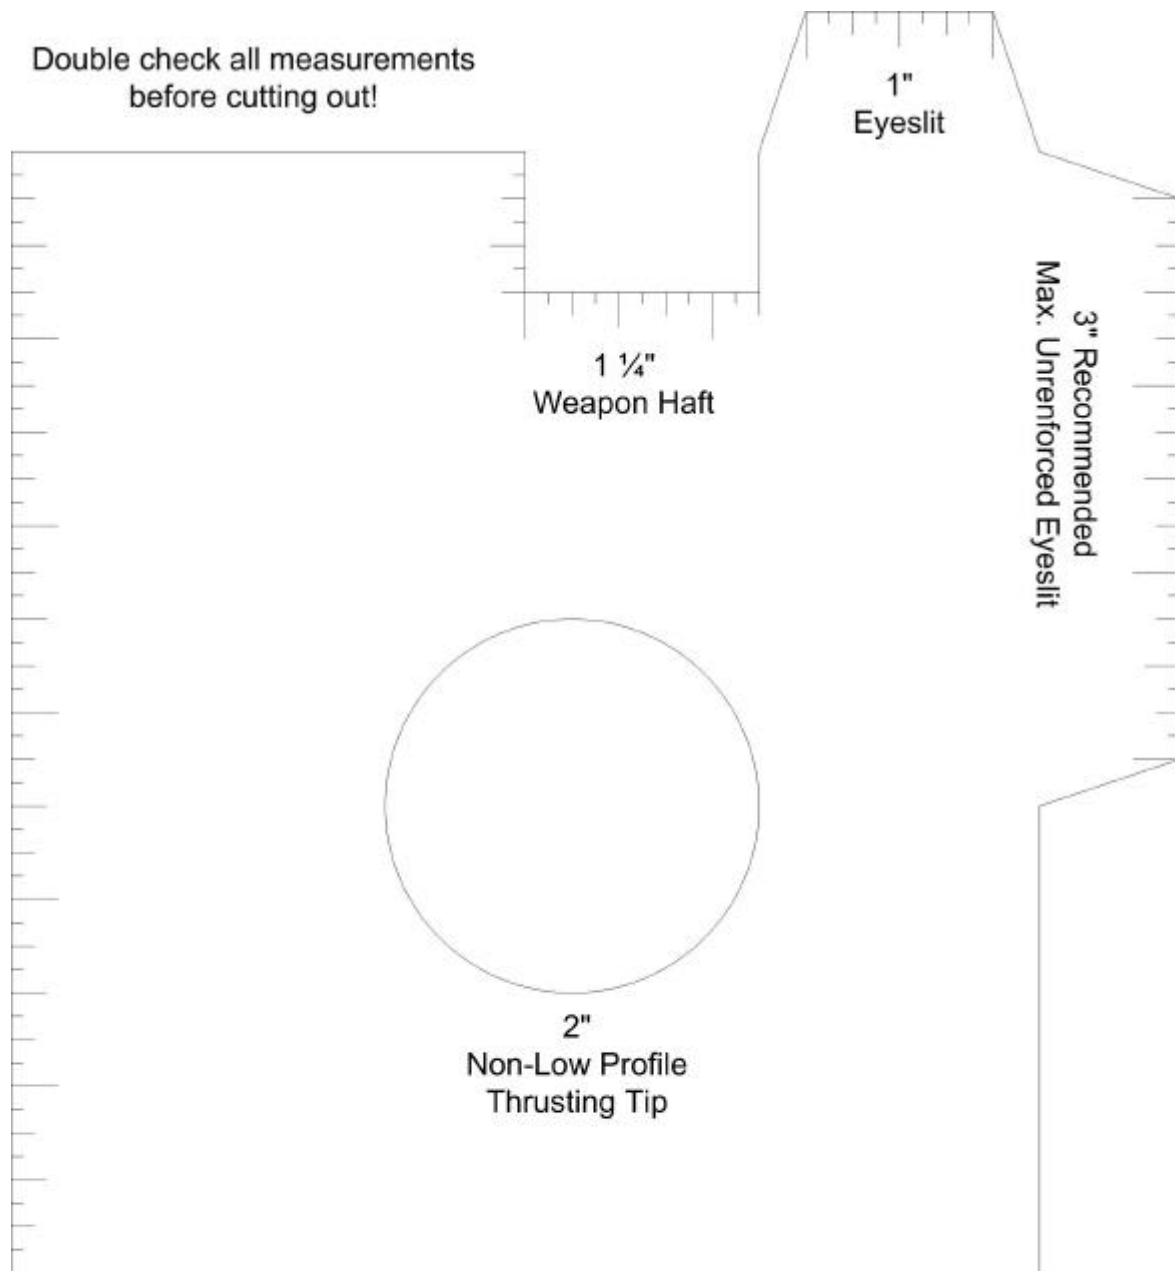 Double check all measurements
before cutting out!
1"
Eyeslit
1 ¼"
Weapon Haft
3" Recommended
Max. Unrenforced Eyeslit
2"
Non-Low Profile
Thrusting Tip